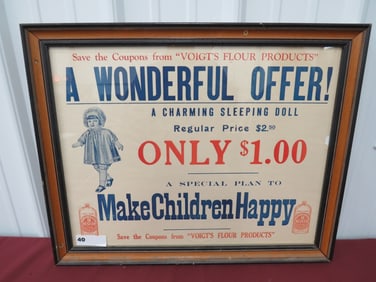 Save the Coupons from "VOIGT'S FLOUR PRODUCTS"
A WONDERFUL OFFER!
A CHARMING SLEEPING DOLL
Regular Price $2.50
ONLY $1.00
A SPECIAL PLAN TO
Make Children Happy
Save the Coupons from "VOIGT'S FLOUR PRODUCTS"
40